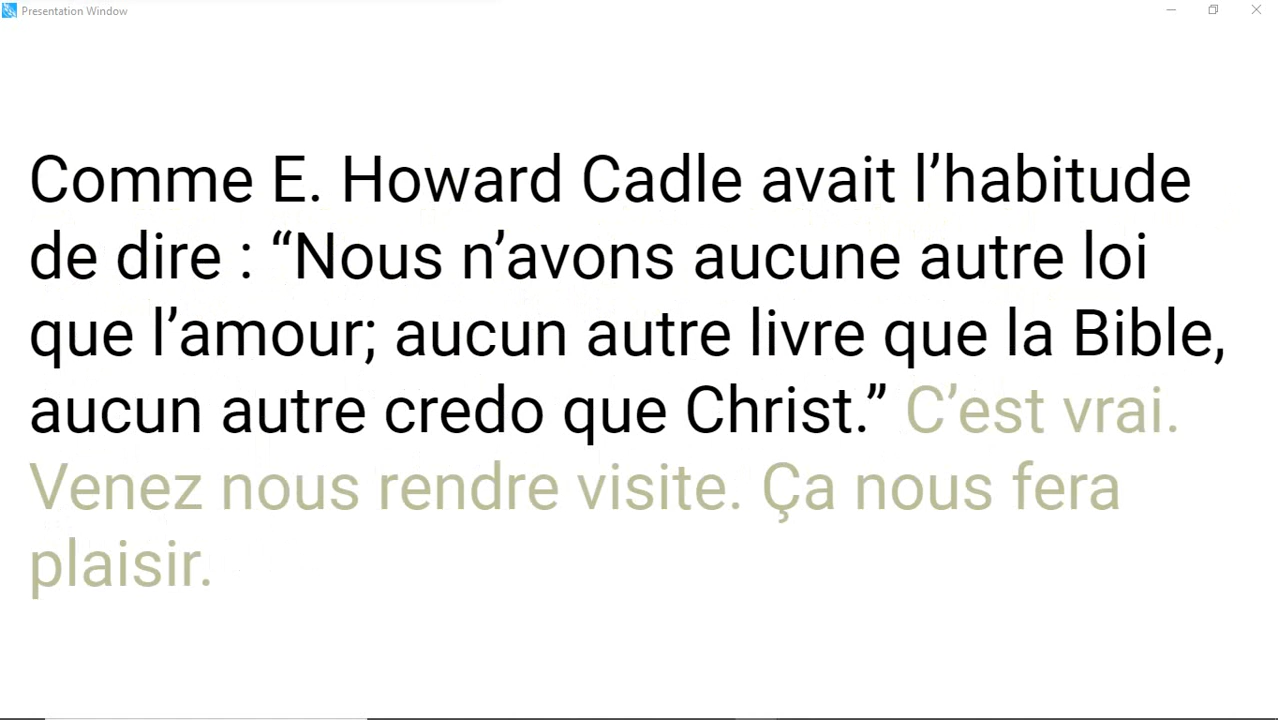 Presentation Window
Comme E. Howard Cadle avait l’habitude
de dire : “Nous n’avons aucune autre loi
que l’amour; aucun autre livre que la Bible,
aucun autre credo que Christ.” C’est vrai.
Venez nous rendre visite. Ça nous fera
plaisir.